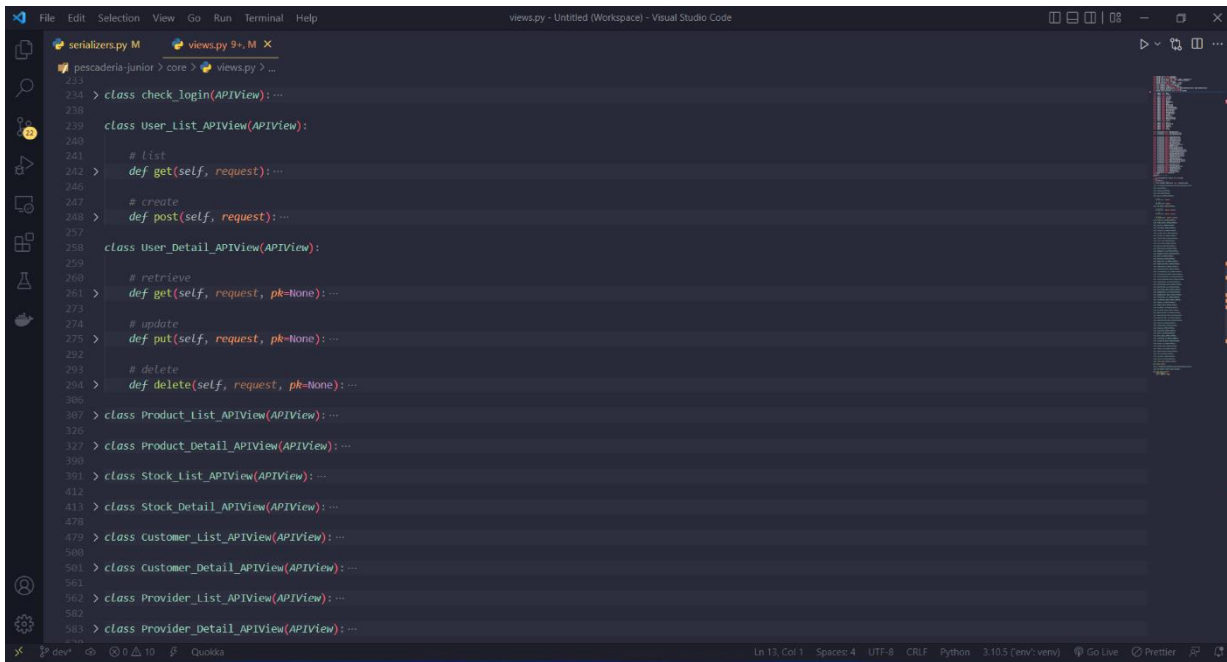 File Edit Selection View Go Run Terminal Help views.py - Untitled (Workspace) - Visual Studio Code
serializers.py M views.py 9+, M
pescaderia-junior > core > views.py > ...
22
233
234 > class check_login(APIView): ...
238
239 class User_List_APIView(APIView):
240
241 # list
242 > def get(self, request): ...
246
247 # create
248 > def post(self, request): ...
257
258 class User_Detail_APIView(APIView):
259
260 # retrieve
261 > def get(self, request, pk=None): ...
273
274 # update
275 > def put(self, request, pk=None): ...
292
293 # delete
294 > def delete(self, request, pk=None): ...
306
307 > class Product_List_APIView(APIView): ...
326
327 > class Product_Detail_APIView(APIView): ...
390
391 > class Stock_List_APIView(APIView): ...
412
413 > class Stock_Detail_APIView(APIView): ...
478
479 > class Customer_List_APIView(APIView): ...
500
501 > class Customer_Detail_APIView(APIView): ...
561
562 > class Provider_List_APIView(APIView): ...
582
583 > class Provider_Detail_APIView(APIView): ...
dev* 0 10 Quokka Ln 13, Col 1 Spaces: 4 UTF-8 CRLF Python 3.10.5 ('env': venv) Go Live Prettier